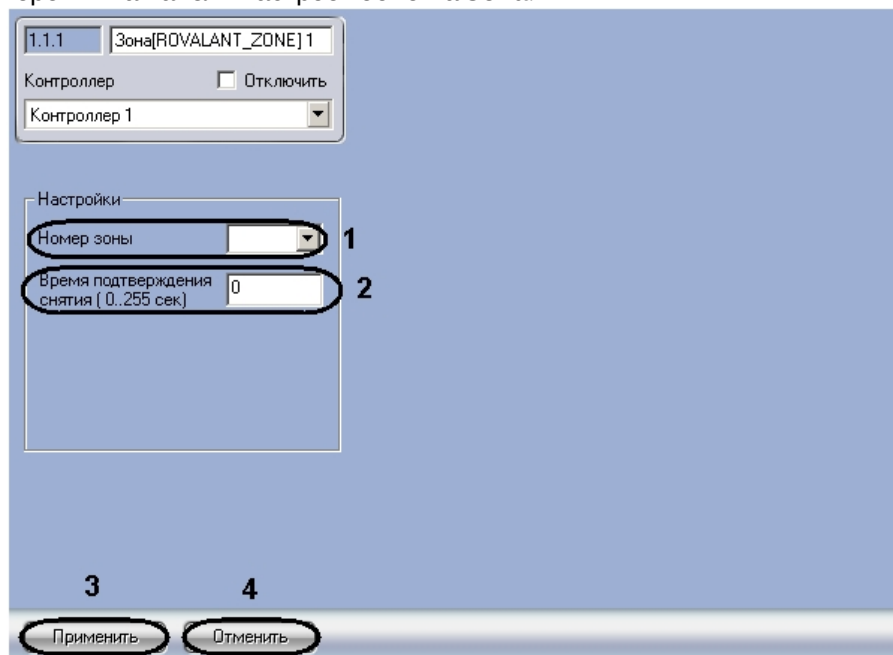 1.1.1 Зона[ROVALANT_ZONE] 1
Контроллер Отключить
Контроллер 1
Настройки
Номер зоны 1
Время подтверждения 0 2
снятия ( 0..255 сек)
3 4
Применить Отменить